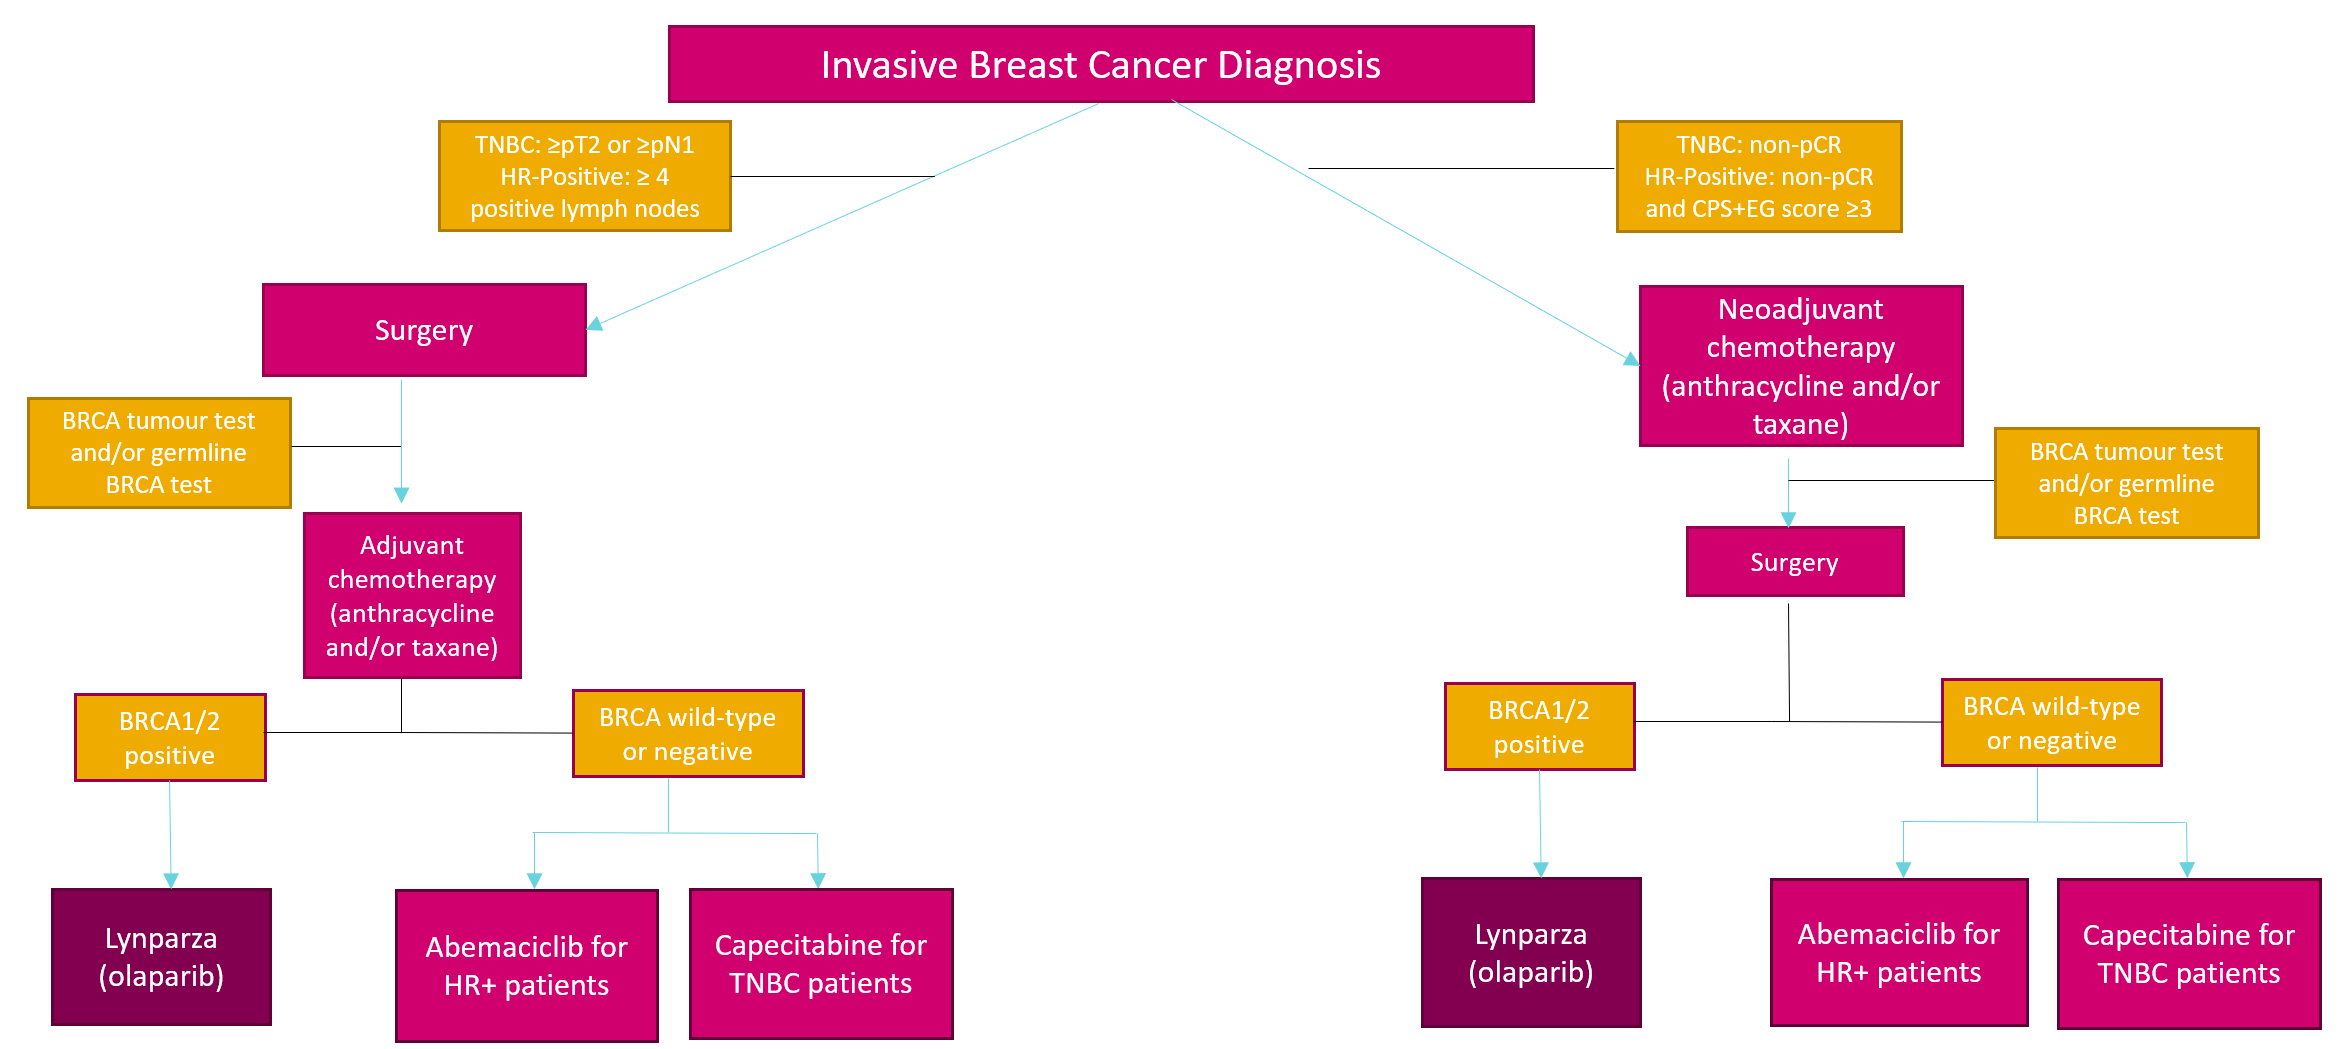 Invasive Breast Cancer Diagnosis
TNBC: ≥pT2 or ≥pN1
HR-Positive: ≥ 4
positive lymph nodes
TNBC: non-pCR
HR-Positive: non-pCR
and CPS+EG score ≥3
Surgery
Neoadjuvant
chemotherapy
(anthracycline and/or
taxane)
BRCA tumour test
and/or germline
BRCA test
BRCA tumour test
and/or germline
BRCA test
Adjuvant
chemotherapy
(anthracycline
and/or taxane)
Surgery
BRCA1/2
positive
BRCA wild-type
or negative
BRCA1/2
positive
BRCA wild-type
or negative
Lynparza
(olaparib)
Abemaciclib for
HR+ patients
Capecitabine for
TNBC patients
Lynparza
(olaparib)
Abemaciclib for
HR+ patients
Capecitabine for
TNBC patients